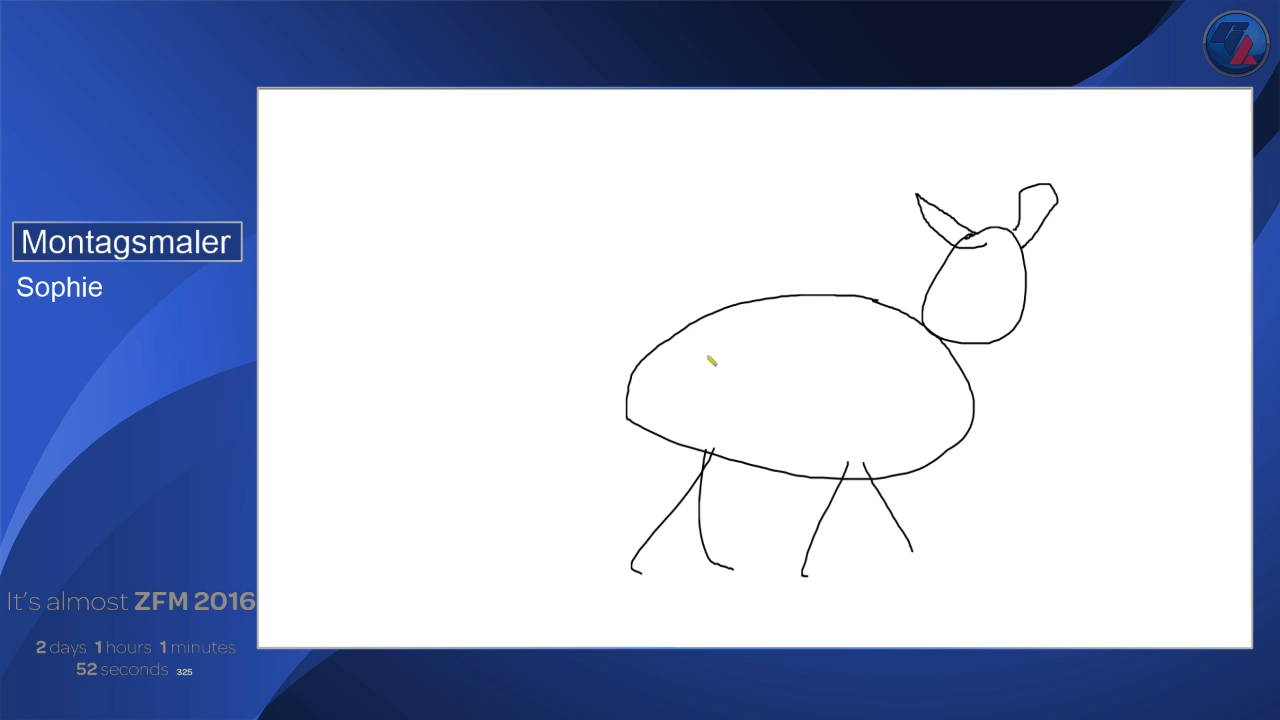 Montagsmaler
Sophie
It's almost ZFM 2016
2 days 1 hours 1 minutes
52 seconds 325